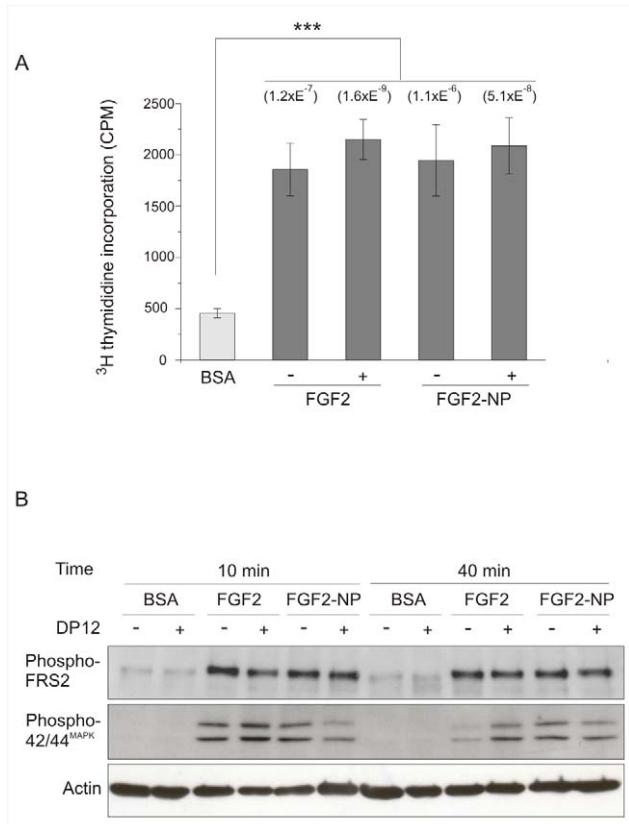 A
***
(1.2xE⁻⁷) (1.6xE⁻⁹) (1.1xE⁻⁶) (5.1xE⁻⁸)
³H thymididine incorporation (CPM)
2500
2000
1500
1000
500
0
BSA - + - +
FGF2 FGF2-NP
B
Time 10 min 40 min
BSA FGF2 FGF2-NP BSA FGF2 FGF2-NP
DP12 - + - + - + - + - + - +
Phospho-
FRS2
Phospho-
42/44ᴹᴬᴾᴷ
Actin